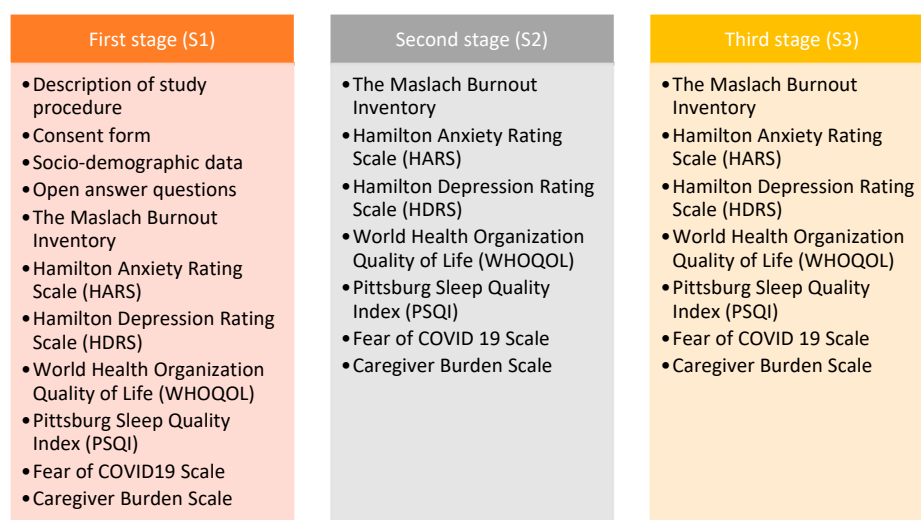 First stage (S1)
•Description of study
procedure
•Consent form
•Socio-demographic data
•Open answer questions
•The Maslach Burnout
Inventory
•Hamilton Anxiety Rating
Scale (HARS)
•Hamilton Depression Rating
Scale (HDRS)
•World Health Organization
Quality of Life (WHOQOL)
•Pittsburg Sleep Quality
Index (PSQI)
•Fear of COVID19 Scale
•Caregiver Burden Scale
Second stage (S2)
•The Maslach Burnout
Inventory
•Hamilton Anxiety Rating
Scale (HARS)
•Hamilton Depression Rating
Scale (HDRS)
•World Health Organization
Quality of Life (WHOQOL)
•Pittsburg Sleep Quality
Index (PSQI)
•Fear of COVID 19 Scale
•Caregiver Burden Scale
Third stage (S3)
•The Maslach Burnout
Inventory
•Hamilton Anxiety Rating
Scale (HARS)
•Hamilton Depression Rating
Scale (HDRS)
•World Health Organization
Quality of Life (WHOQOL)
•Pittsburg Sleep Quality
Index (PSQI)
•Fear of COVID 19 Scale
•Caregiver Burden Scale